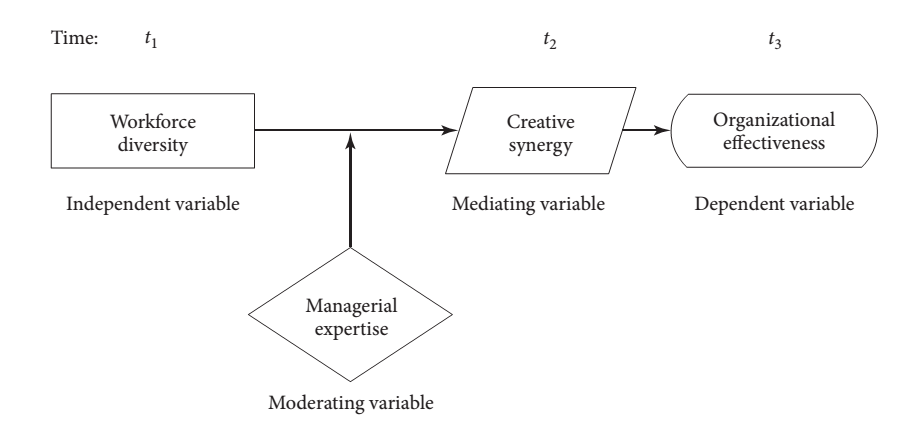 Time: t1 t2 t3
Workforce
diversity
Creative
synergy
Organizational
effectiveness
Independent variable
Mediating variable
Dependent variable
Managerial
expertise
Moderating variable